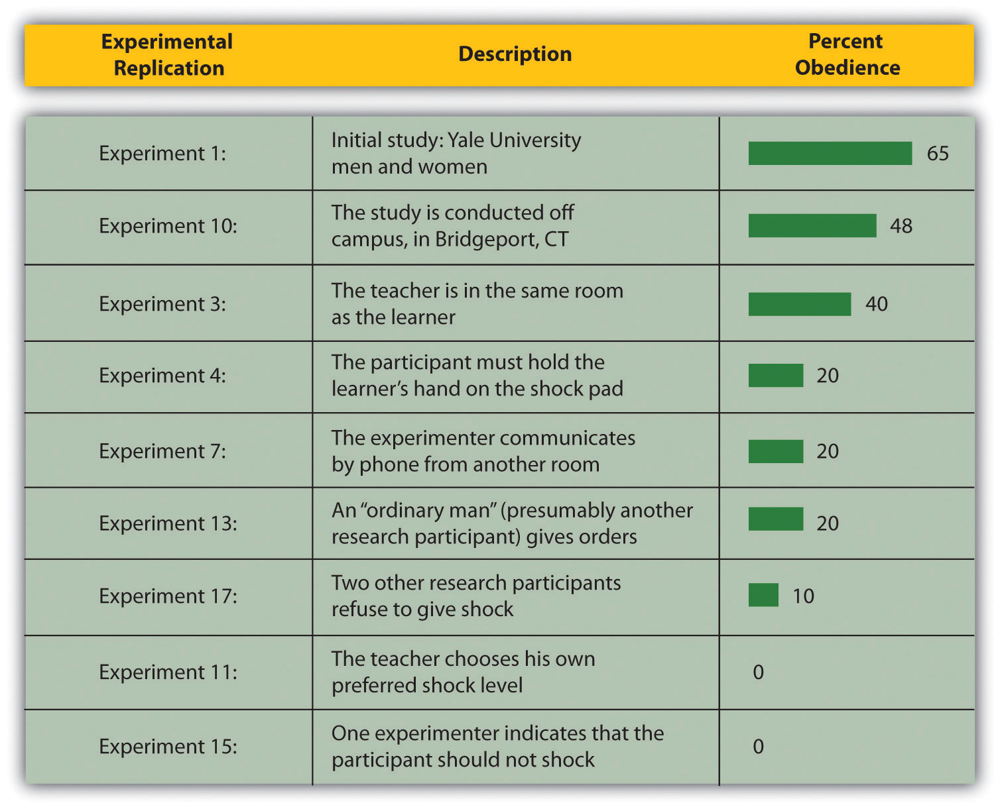 Experimental
Replication
Description
Percent
Obedience
Experiment 1:
Initial study: Yale University
men and women
65
Experiment 10:
The study is conducted off
campus, in Bridgeport, CT
48
Experiment 3:
The teacher is in the same room
as the learner
40
Experiment 4:
The participant must hold the
learner’s hand on the shock pad
20
Experiment 7:
The experimenter communicates
by phone from another room
20
Experiment 13:
An “ordinary man” (presumably another
research participant) gives orders
20
Experiment 17:
Two other research participants
refuse to give shock
10
Experiment 11:
The teacher chooses his own
preferred shock level
0
Experiment 15:
One experimenter indicates that the
participant should not shock
0